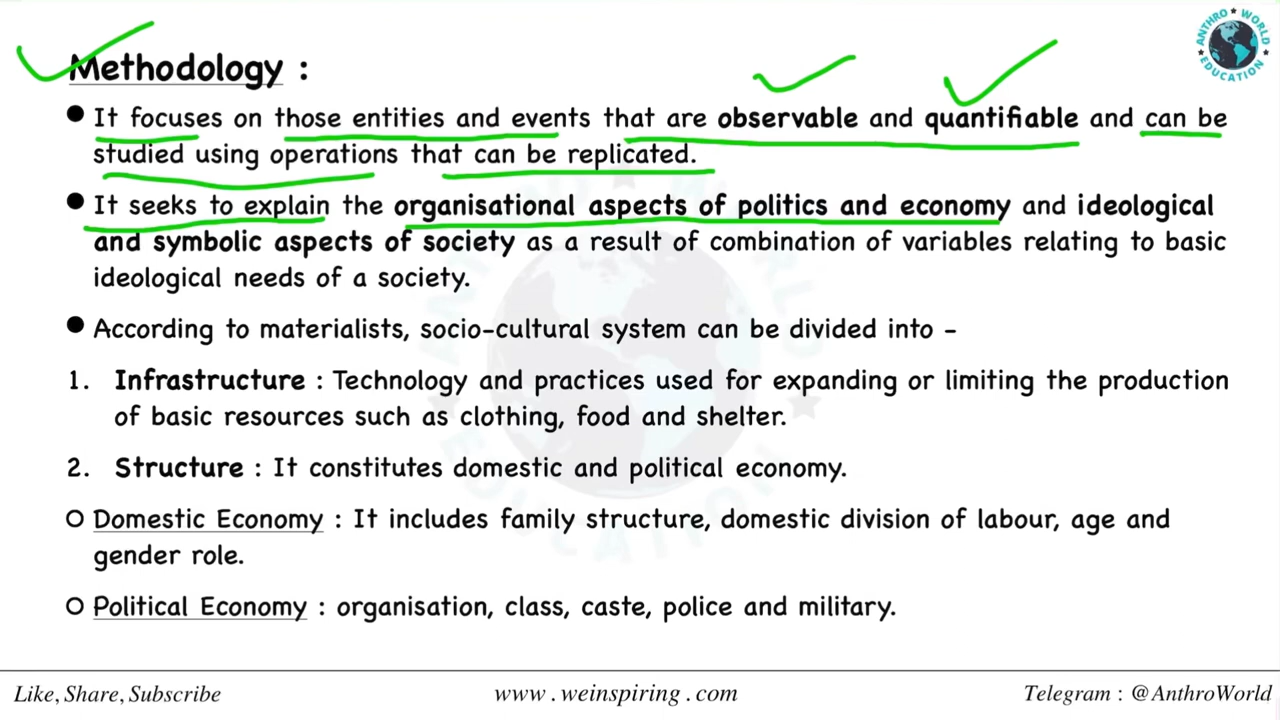 ANTHRO WORLD
EDUCATION
Methodology :
● It focuses on those entities and events that are observable and quantifiable and can be
studied using operations that can be replicated.
● It seeks to explain the organisational aspects of politics and economy and ideological
and symbolic aspects of society as a result of combination of variables relating to basic
ideological needs of a society.
● According to materialists, socio-cultural system can be divided into -
1. Infrastructure : Technology and practices used for expanding or limiting the production
of basic resources such as clothing, food and shelter.
2. Structure : It constitutes domestic and political economy.
○ Domestic Economy : It includes family structure, domestic division of labour, age and
gender role.
○ Political Economy : organisation, class, caste, police and military.
Like, Share, Subscribe
www . weinspiring . com
Telegram : @AnthroWorld